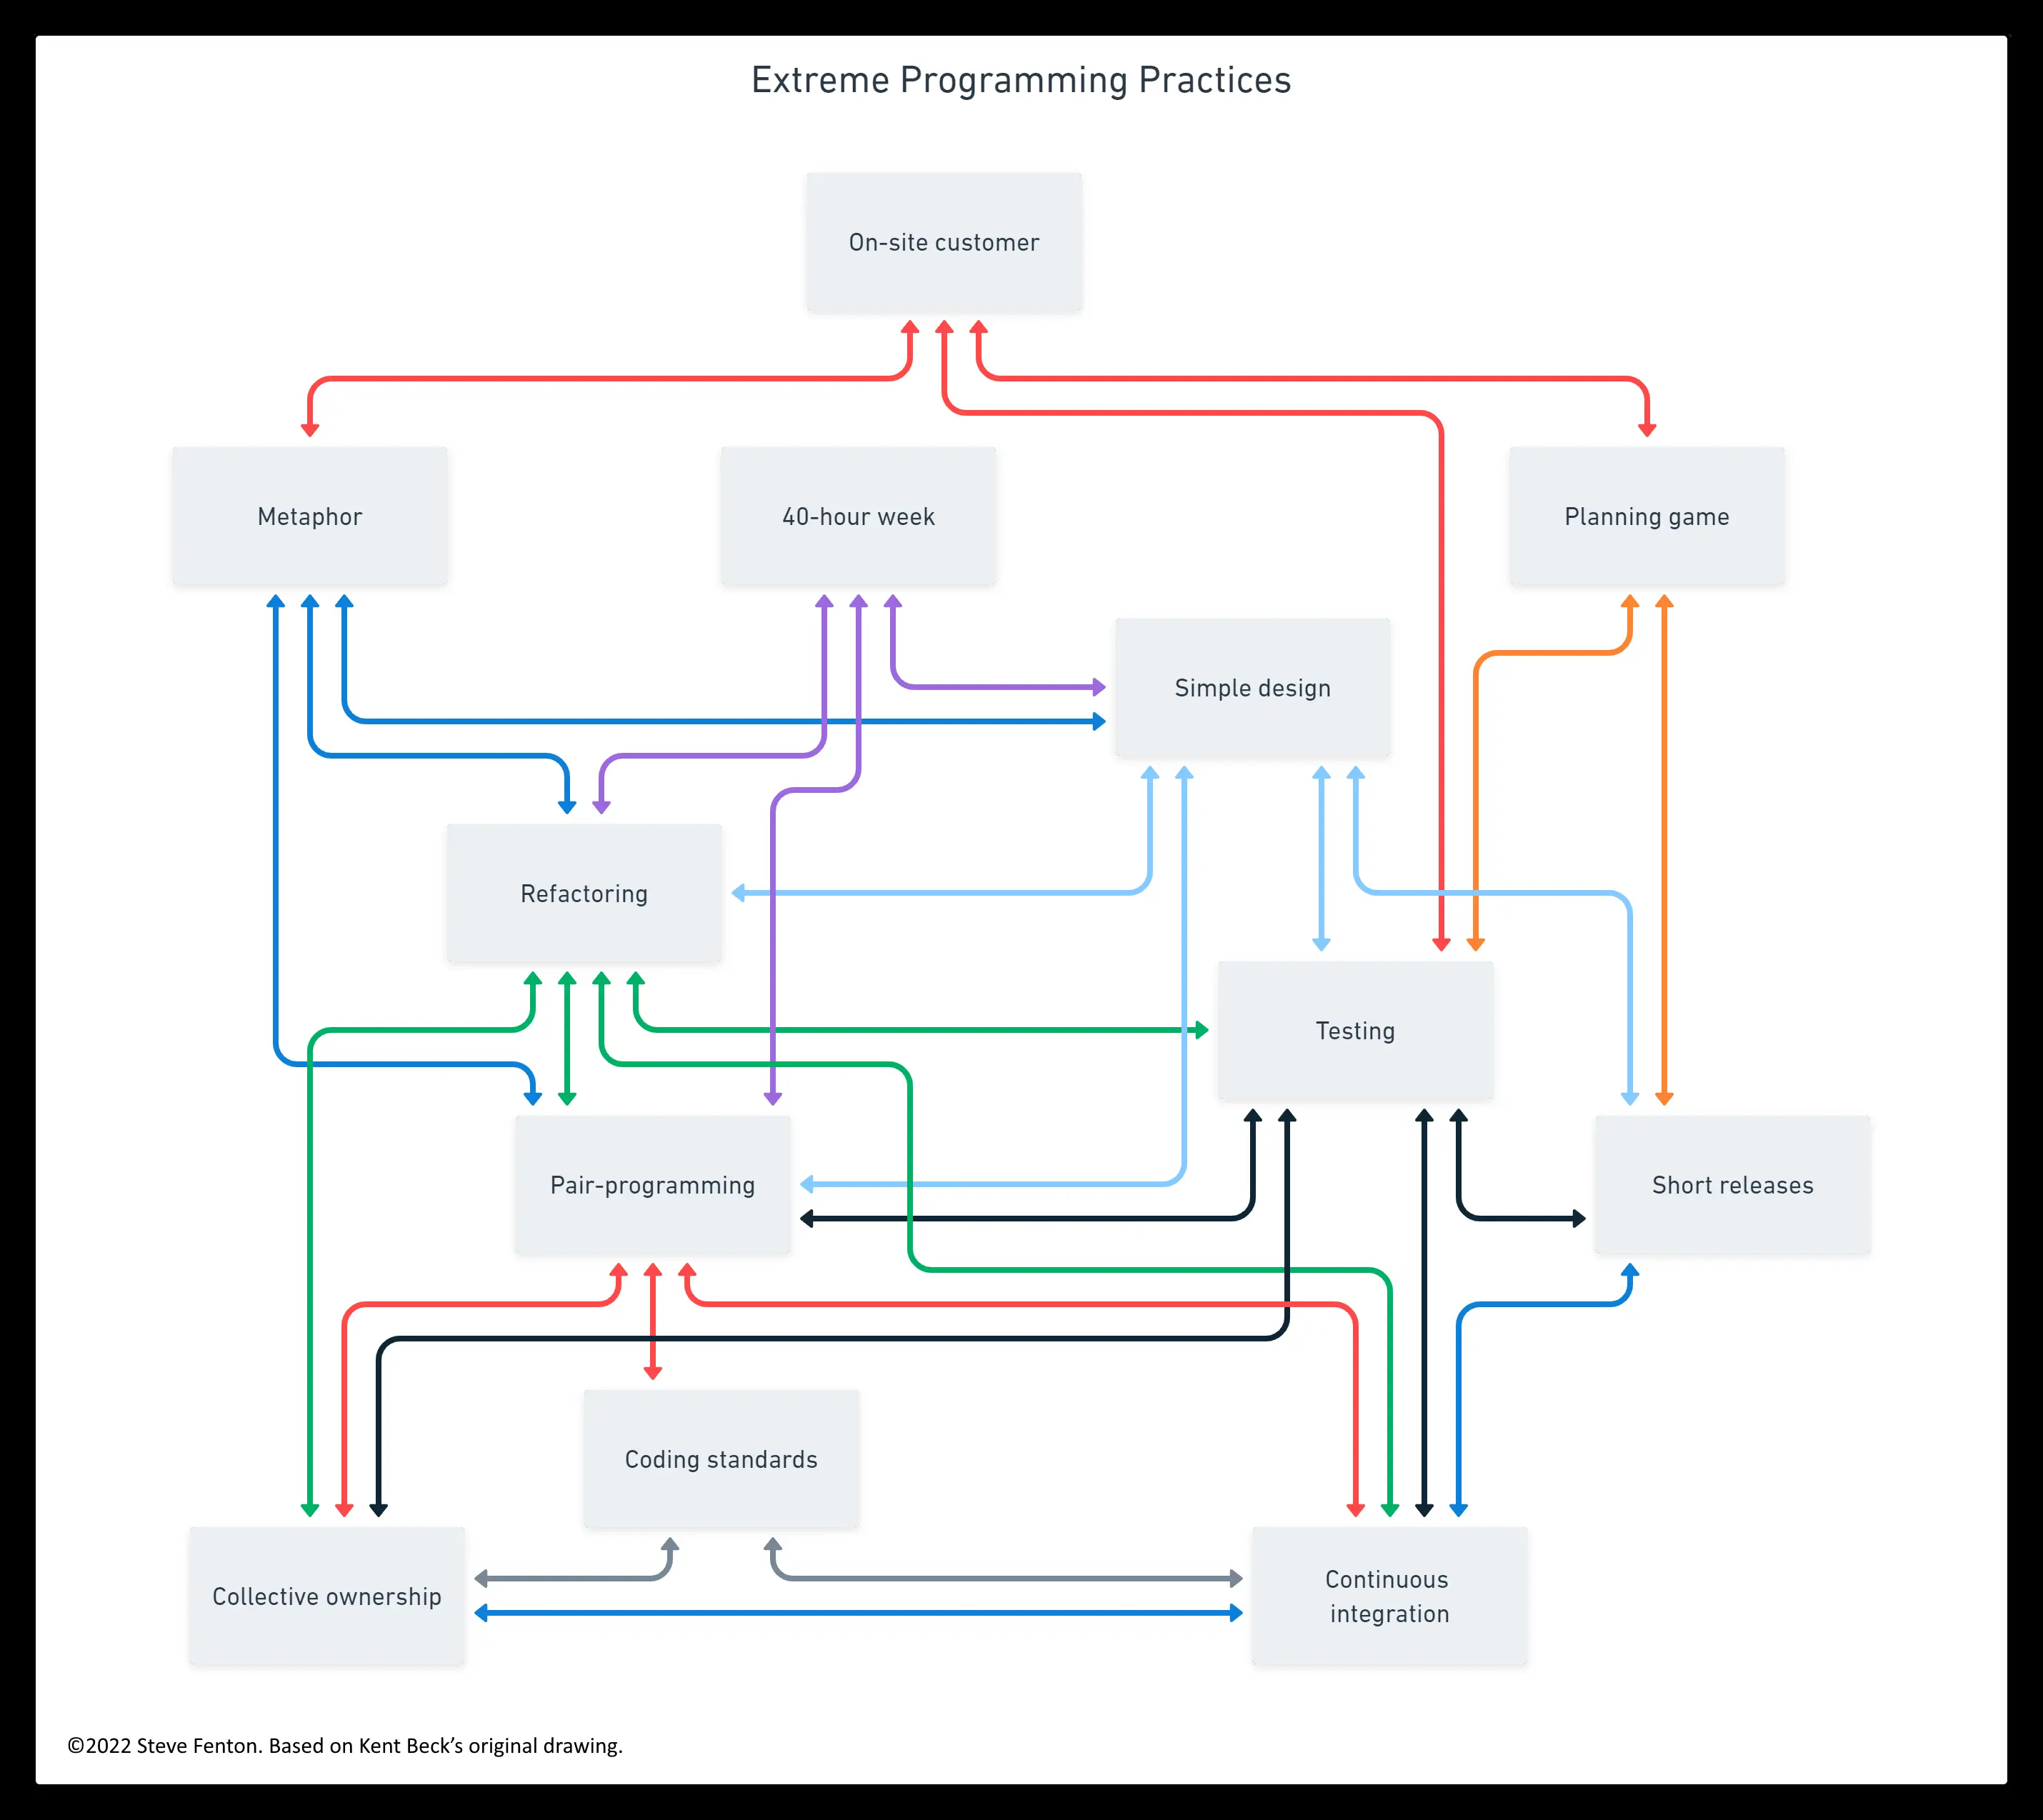 Extreme Programming Practices
On-site customer
Metaphor
40-hour week
Planning game
Simple design
Refactoring
Testing
Pair-programming
Short releases
Coding standards
Collective ownership
Continuous
integration
©2022 Steve Fenton. Based on Kent Beck’s original drawing.